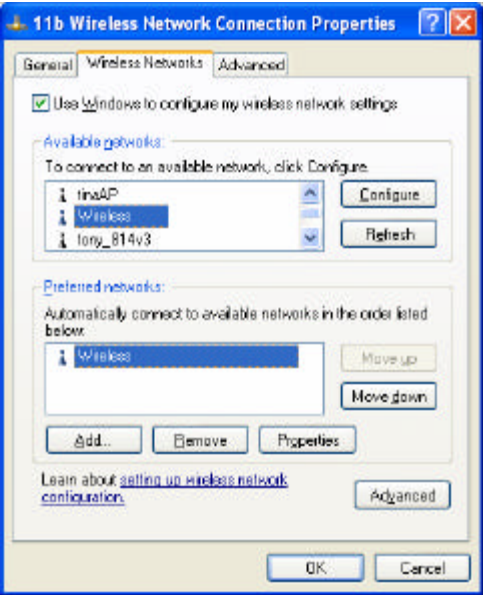 11b Wireless Network Connection Properties
General Wireless Networks Advanced
Use Windows to configure my wireless network settings
Available networks:
To connect to an available network, click Configure.
tinaAP
Configure
Wireless
tony_814v3
Refresh
Preferred networks:
Automatically connect to available networks in the order listed
below:
Wireless
Move up
Move down
Add... Remove Properties
Learn about setting up wireless network
configuration.
Advanced
OK Cancel